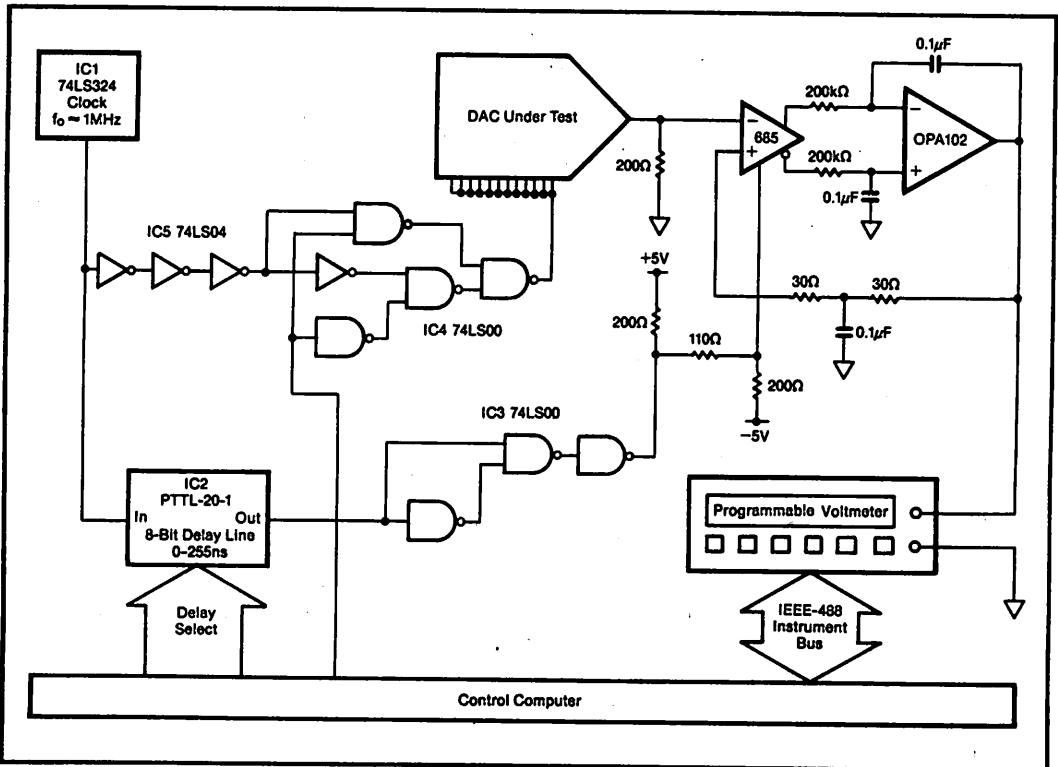 IC1
74LS324
Clock
fo ≈ 1MHz
DAC Under Test
0.1µF
200kΩ
−
685
+
200Ω
−
OPA102
+
200kΩ
0.1µF
IC5 74LS04
IC4 74LS00
+5V
200Ω
30Ω
30Ω
0.1µF
110Ω
200Ω
−5V
IC3 74LS00
IC2
PTTL-20-1
In
Out
8-Bit Delay Line
0–255ns
Programmable Voltmeter
Delay
Select
IEEE-488
Instrument
Bus
Control Computer